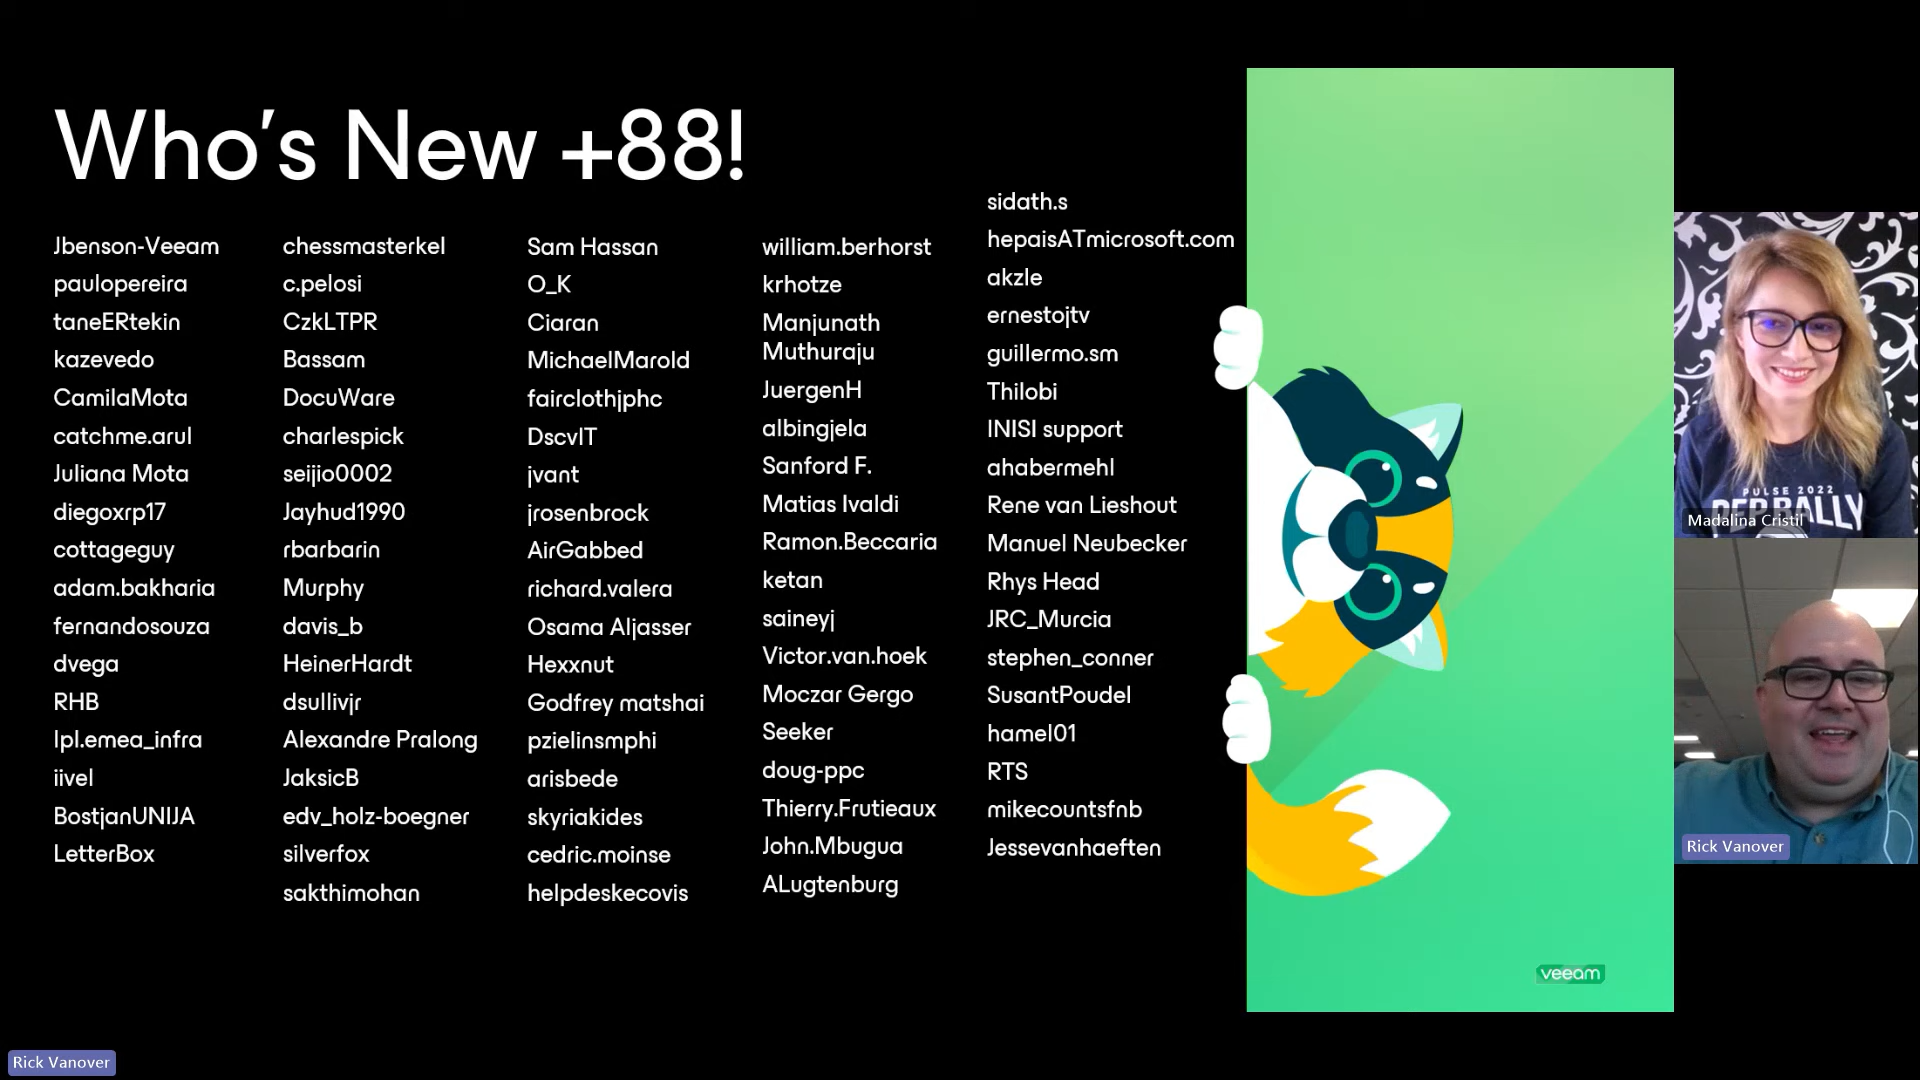 Who's New +88!
Jbenson-Veeam
paulopereira
taneERtekin
kazevedo
CamilaMota
catchme.arul
Juliana Mota
diegoxrp17
cottageguy
adam.bakharia
fernandosouza
dvega
RHB
lpl.emea_infra
iivel
BostjanUNIJA
LetterBox
chessmasterkel
c.pelosi
CzkLTPR
Bassam
DocuWare
charlespick
seijio0002
Jayhud1990
rbarbarin
Murphy
davis_b
HeinerHardt
dsullivjr
Alexandre Pralong
JaksicB
edv_holz-boegner
silverfox
sakthimohan
Sam Hassan
O_K
Ciaran
MichaelMarold
fairclothjphc
DscvIT
jvant
jrosenbrock
AirGabbed
richard.valera
Osama Aljasser
Hexxnut
Godfrey matshai
pzielinsmphi
arisbede
skyriakides
cedric.moinse
helpdeskecovis
william.berhorst
krhotze
Manjunath
Muthuraju
JuergenH
albingjela
Sanford F.
Matias Ivaldi
Ramon.Beccaria
ketan
saineyj
Victor.van.hoek
Moczar Gergo
Seeker
doug-ppc
Thierry.Frutieaux
John.Mbugua
ALugtenburg
sidath.s
hepaisATmicrosoft.com
akzle
ernestojtv
guillermo.sm
Thilobi
INISI support
ahabermehl
Rene van Lieshout
Manuel Neubecker
Rhys Head
JRC_Murcia
stephen_conner
SusantPoudel
hamel01
RTS
mikecountsfnb
Jessevanhaeften
veeam
PULSE 2022
Madalina Cristil
Rick Vanover
Rick Vanover